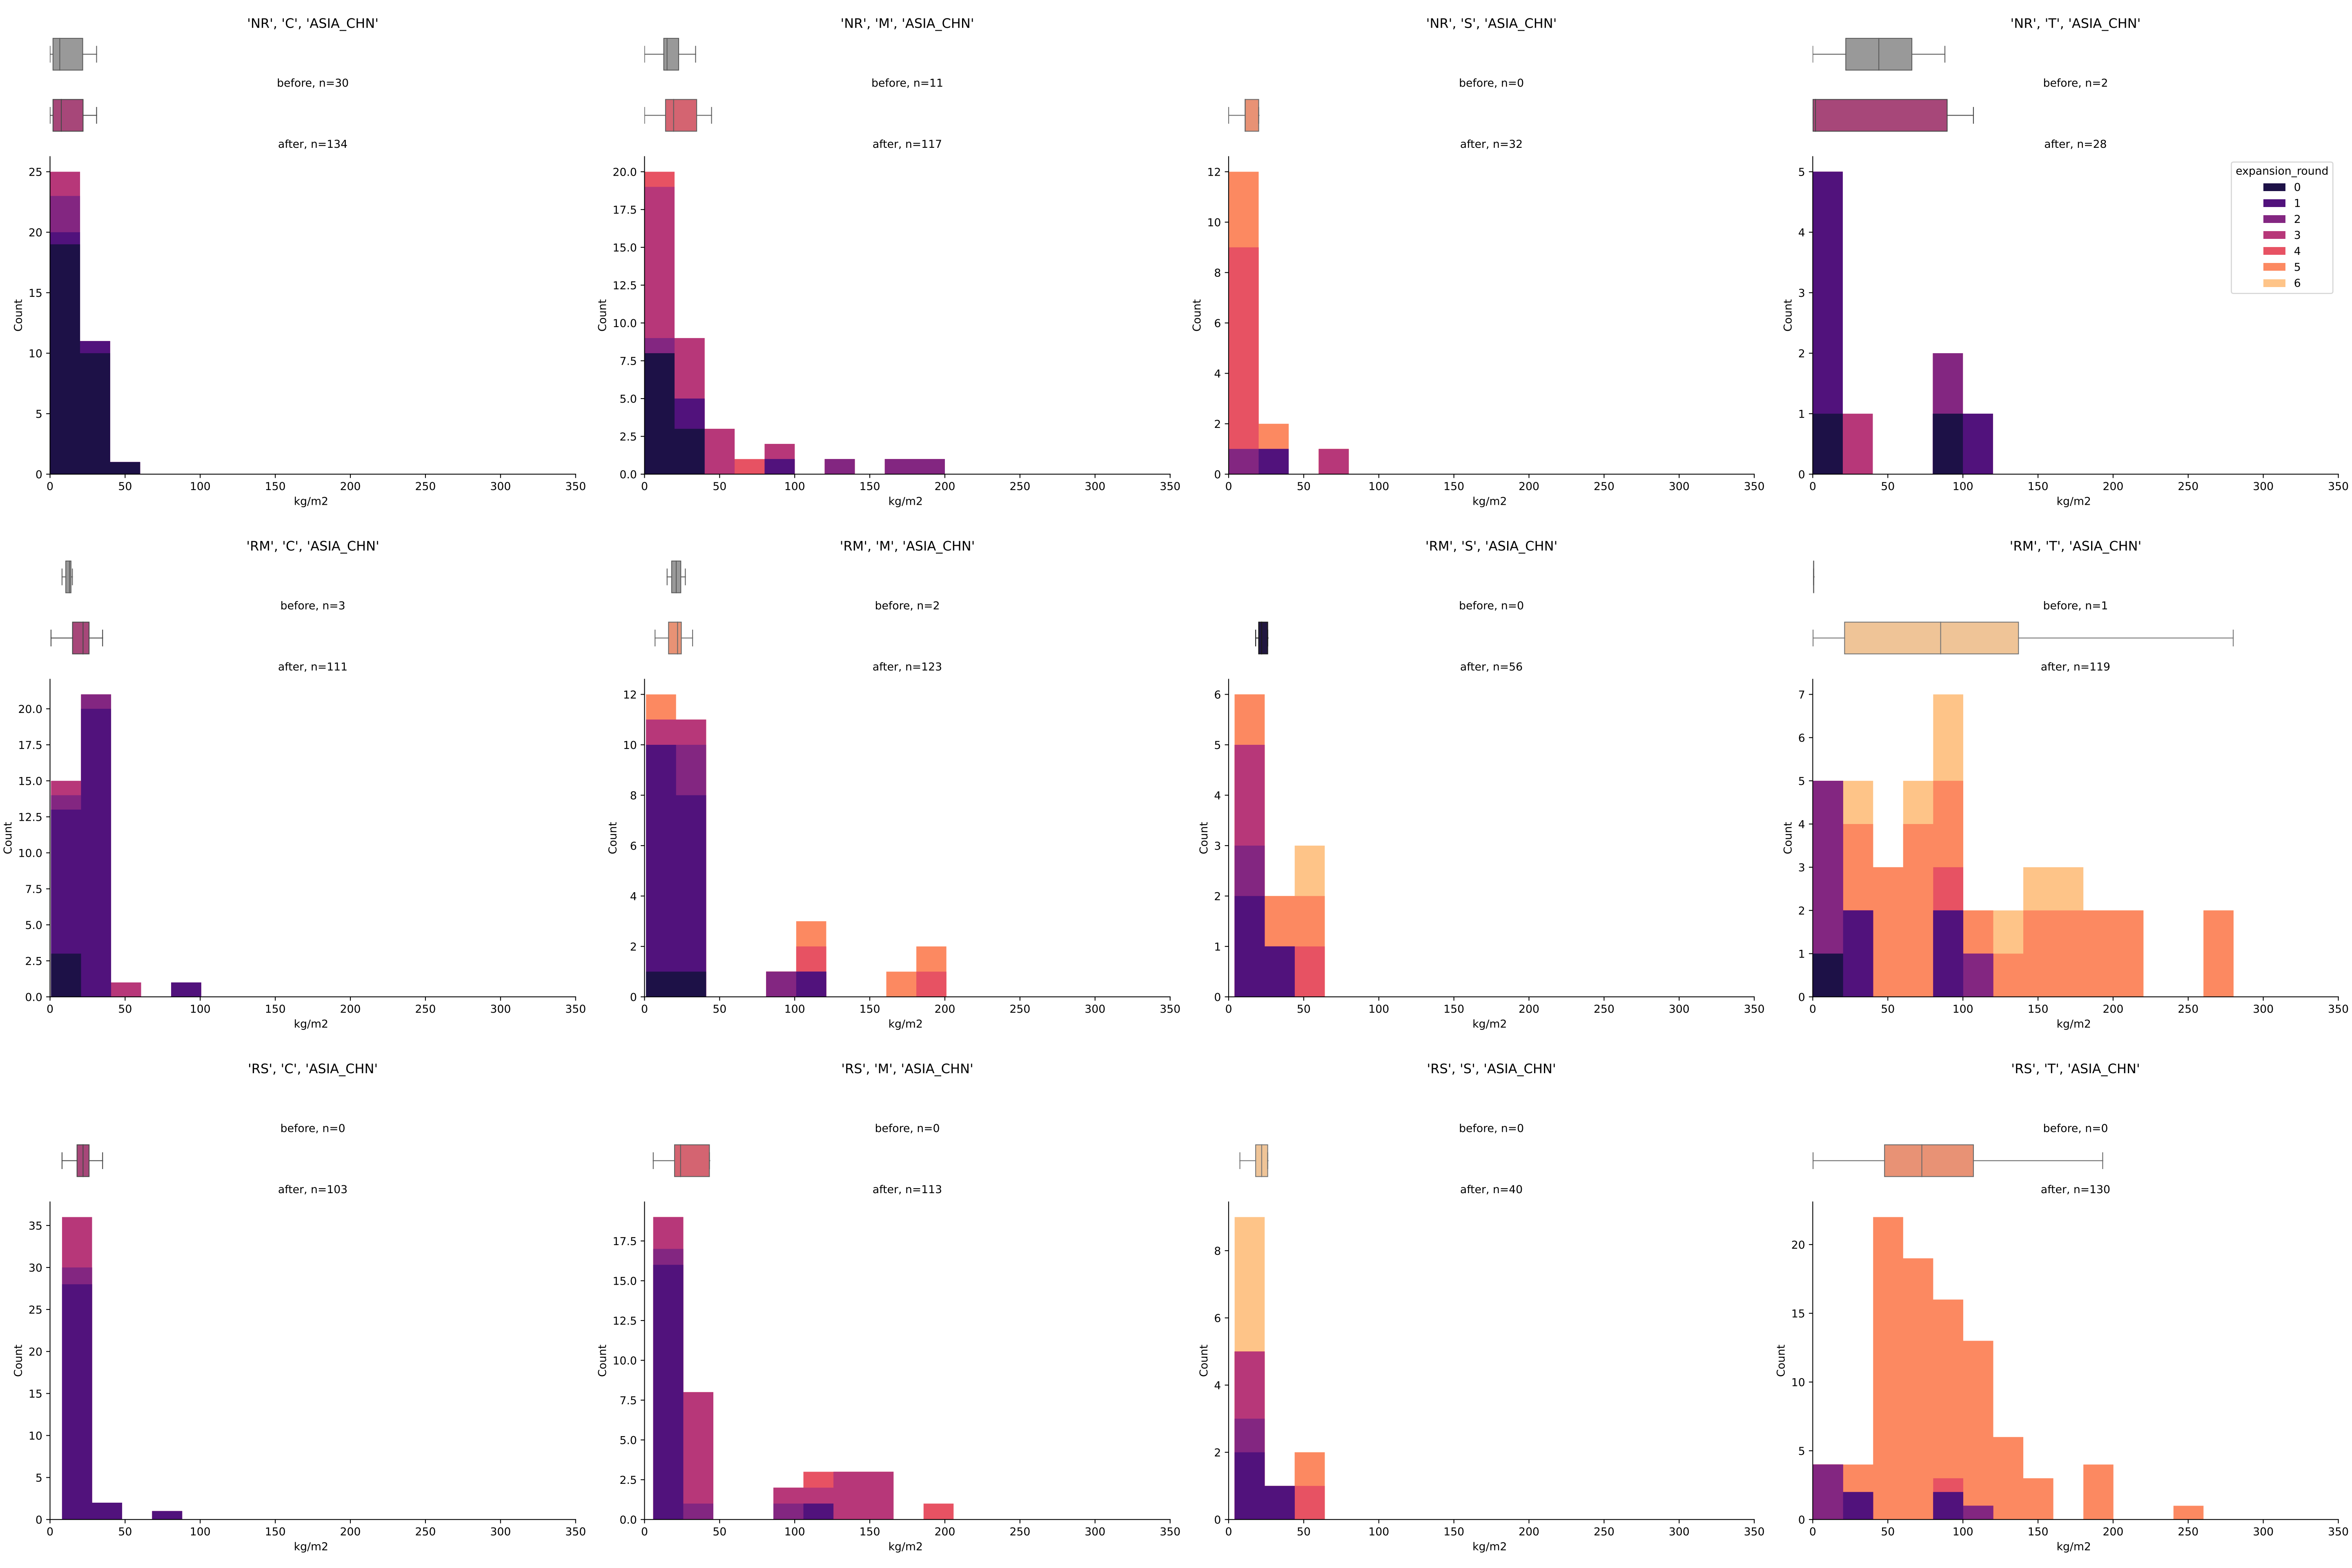 'NR', 'C', 'ASIA_CHN'
before, n=30
after, n=134
25
20
15
10
5
0
Count
0 50 100 150 200 250 300 350
kg/m2
'NR', 'M', 'ASIA_CHN'
before, n=11
after, n=117
20.0
17.5
15.0
12.5
10.0
7.5
5.0
2.5
0.0
Count
0 50 100 150 200 250 300 350
kg/m2
'NR', 'S', 'ASIA_CHN'
before, n=0
after, n=32
12
10
8
6
4
2
0
Count
0 50 100 150 200 250 300 350
kg/m2
'NR', 'T', 'ASIA_CHN'
before, n=2
after, n=28
expansion_round
0
1
2
3
4
5
6
5
4
3
2
1
0
Count
0 50 100 150 200 250 300 350
kg/m2
'RM', 'C', 'ASIA_CHN'
before, n=3
after, n=111
20.0
17.5
15.0
12.5
10.0
7.5
5.0
2.5
0.0
Count
0 50 100 150 200 250 300 350
kg/m2
'RM', 'M', 'ASIA_CHN'
before, n=2
after, n=123
12
10
8
6
4
2
0
Count
0 50 100 150 200 250 300 350
kg/m2
'RM', 'S', 'ASIA_CHN'
before, n=0
after, n=56
6
5
4
3
2
1
0
Count
0 50 100 150 200 250 300 350
kg/m2
'RM', 'T', 'ASIA_CHN'
before, n=1
after, n=119
7
6
5
4
3
2
1
0
Count
0 50 100 150 200 250 300 350
kg/m2
'RS', 'C', 'ASIA_CHN'
before, n=0
after, n=103
35
30
25
20
15
10
5
0
Count
0 50 100 150 200 250 300 350
kg/m2
'RS', 'M', 'ASIA_CHN'
before, n=0
after, n=113
17.5
15.0
12.5
10.0
7.5
5.0
2.5
0.0
Count
0 50 100 150 200 250 300 350
kg/m2
'RS', 'S', 'ASIA_CHN'
before, n=0
after, n=40
8
6
4
2
0
Count
0 50 100 150 200 250 300 350
kg/m2
'RS', 'T', 'ASIA_CHN'
before, n=0
after, n=130
20
15
10
5
0
Count
0 50 100 150 200 250 300 350
kg/m2